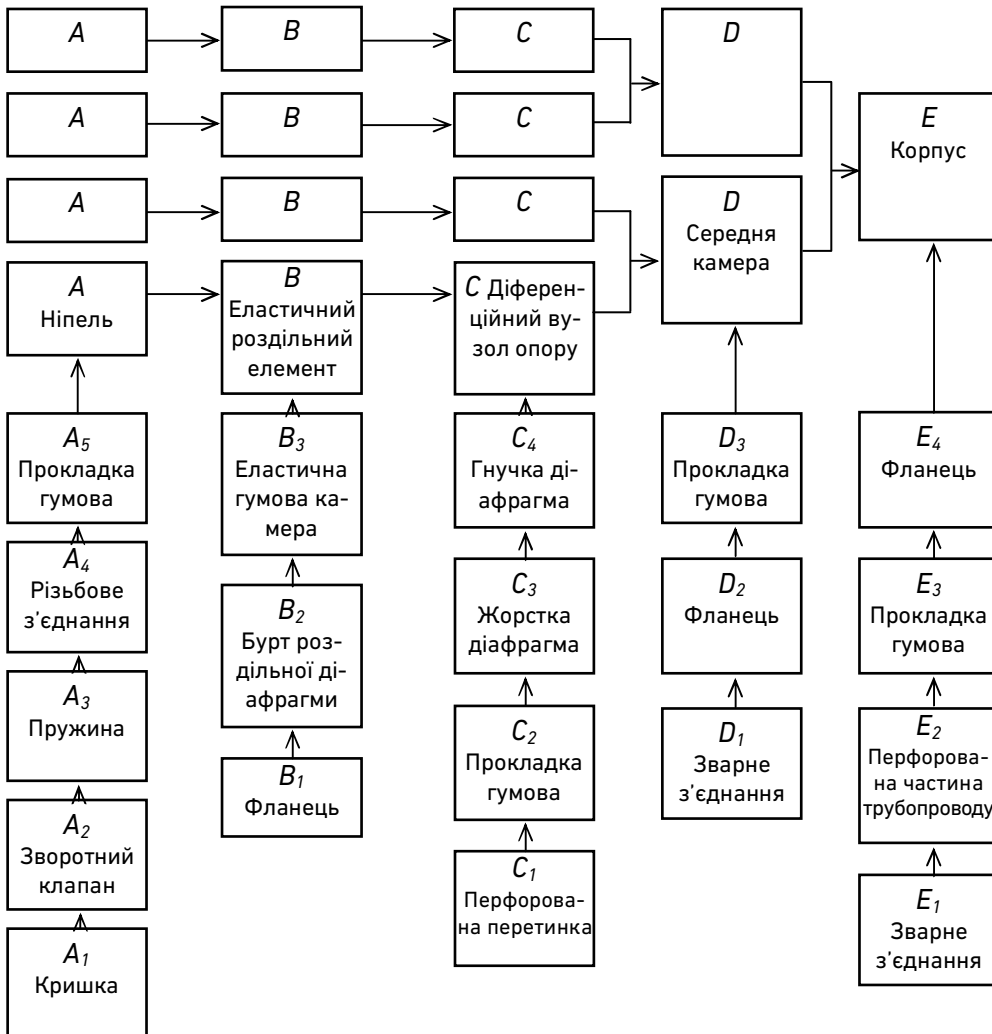 A
B
C
D
A
B
C
E
Корпус
A
B
C
D
Середня
камера
A
Ніпель
B
Еластичний
роздільний
елемент
C Діферен-
ційний ву-
зол опору
A5
Прокладка
гумова
B3
Еластична
гумова ка-
мера
C4
Гнучка ді-
афрагма
D3
Прокладка
гумова
E4
Фланець
A4
Різьбове
з’єднання
B2
Бурт роз-
дільної ді-
афрагми
C3
Жорстка
діафрагма
D2
Фланець
E3
Прокладка
гумова
A3
Пружина
B1
Фланець
C2
Прокладка
гумова
D1
Зварне
з’єднання
E2
Перфорова-
на частина
трубопроводу
A2
Зворотний
клапан
C1
Перфорова-
на перетинка
E1
Зварне
з’єднання
A1
Кришка